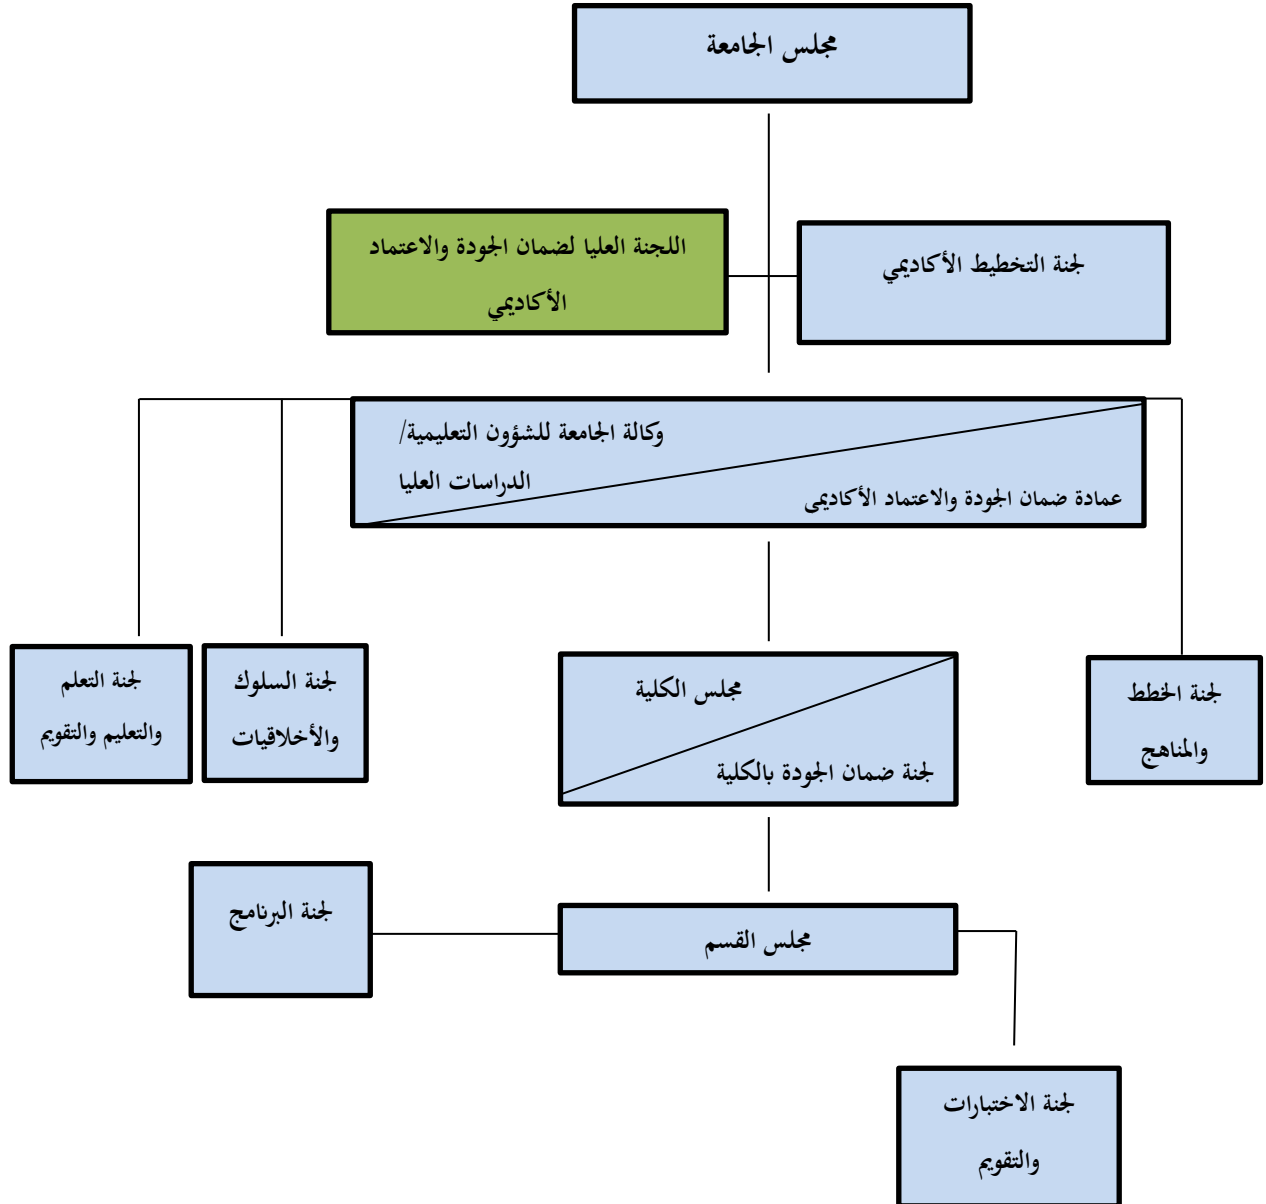 مجلس الجامعة
لجنة التخطيط الأكاديمي
اللجنة العليا لضمان الجودة والاعتماد
الأكاديمي
وكالة الجامعة للشؤون التعليمية/
الدراسات العليا
عمادة ضمان الجودة والاعتماد الأكاديمى
لجنة الخطط
والمناهج
مجلس الكلية
لجنة ضمان الجودة بالكلية
لجنة السلوك
والأخلاقيات
لجنة التعلم
والتعليم والتقويم
مجلس القسم
لجنة البرنامج
لجنة الاختبارات
والتقويم